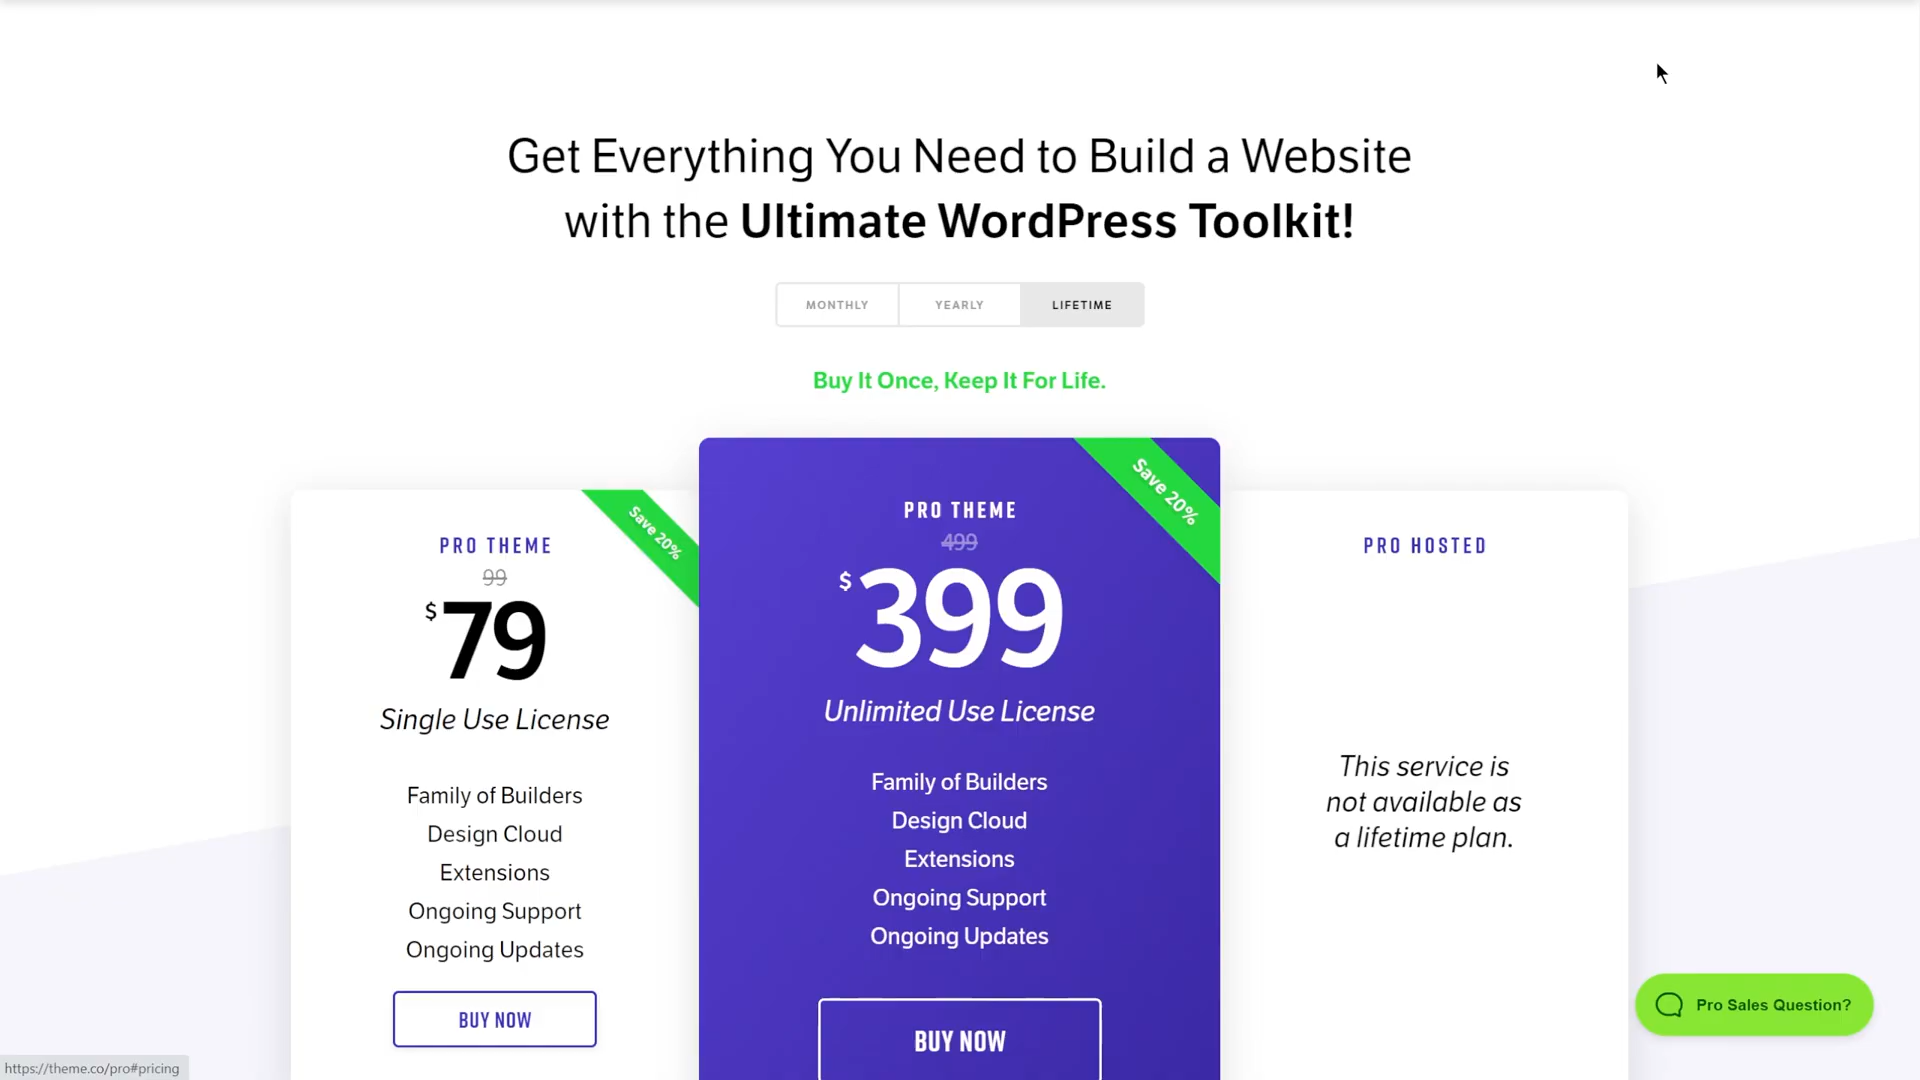 Get Everything You Need to Build a Website
with the Ultimate WordPress Toolkit!
MONTHLY
YEARLY
LIFETIME
Buy It Once, Keep It For Life.
Save 20%
PRO THEME
99
$79
Single Use License
Family of Builders
Design Cloud
Extensions
Ongoing Support
Ongoing Updates
BUY NOW
Save 20%
PRO THEME
499
$399
Unlimited Use License
Family of Builders
Design Cloud
Extensions
Ongoing Support
Ongoing Updates
BUY NOW
PRO HOSTED
This service is
not available as
a lifetime plan.
Pro Sales Question?
https://theme.co/pro#pricing